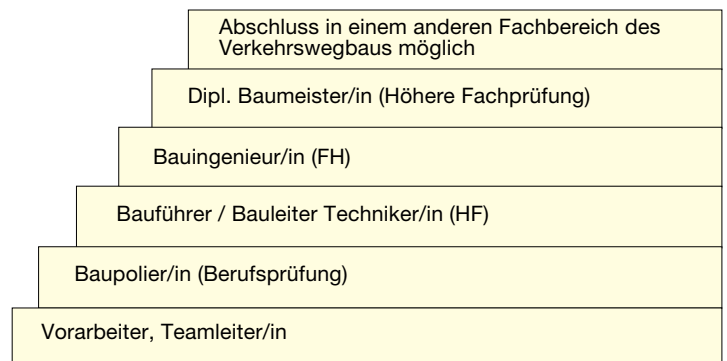 Abschluss in einem anderen Fachbereich des
Verkehrswegbaus möglich
Dipl. Baumeister/in (Höhere Fachprüfung)
Bauingenieur/in (FH)
Bauführer / Bauleiter Techniker/in (HF)
Baupolier/in (Berufsprüfung)
Vorarbeiter, Teamleiter/in